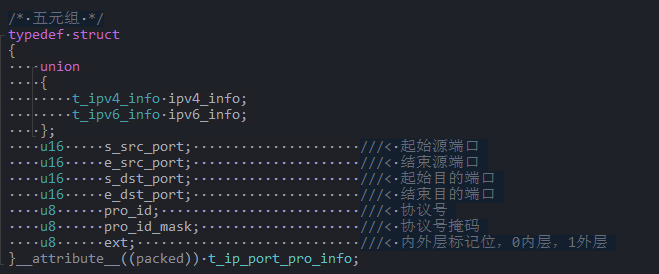 /* 五元组 */
typedef struct
{
    union
    {
        t_ipv4_info ipv4_info;
        t_ipv6_info ipv6_info;
    };
    u16     s_src_port;                     ///< 起始源端口
    u16     e_src_port;                     ///< 结束源端口
    u16     s_dst_port;                     ///< 起始目的端口
    u16     e_dst_port;                     ///< 结束目的端口
    u8      pro_id;                         ///< 协议号
    u8      pro_id_mask;                    ///< 协议号掩码
    u8      ext;                            ///< 内外层标记位，0内层，1外层
}__attribute__((packed)) t_ip_port_pro_info;